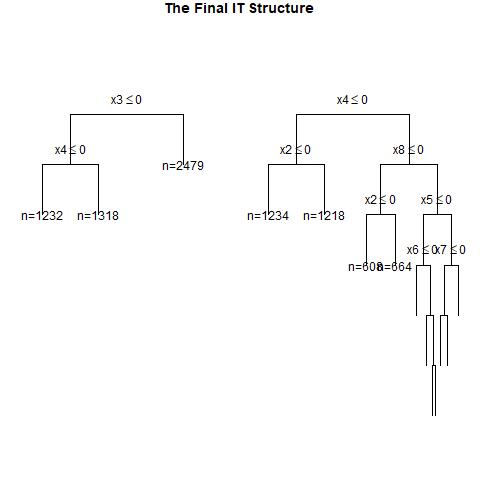 The Final IT Structure
x3 ≤ 0
x4 ≤ 0
x4 ≤ 0
n=2479
x2 ≤ 0
x8 ≤ 0
n=1232
n=1318
n=1234
n=1218
x2 ≤ 0
x5 ≤ 0
x6 ≤ 0
x7 ≤ 0
n=608
n=664